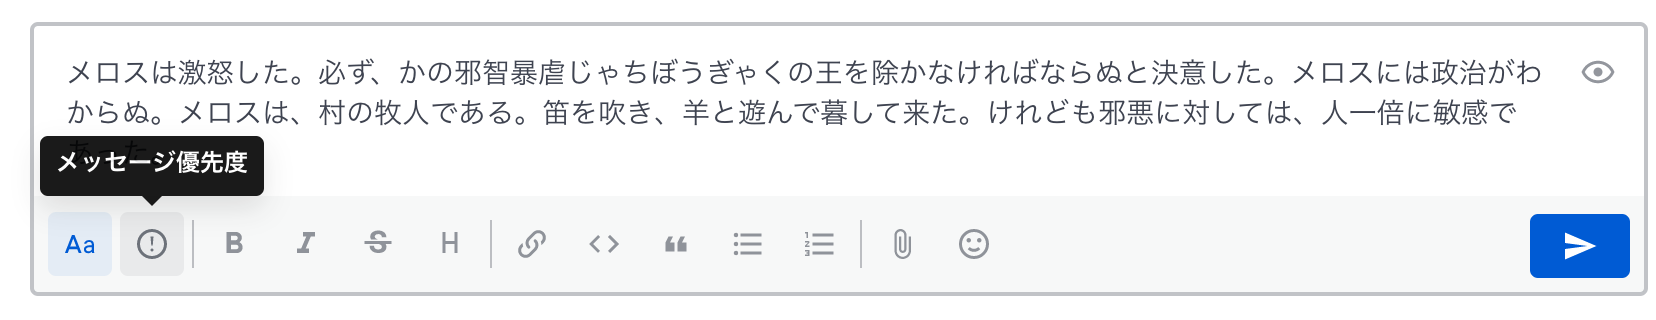 メロスは激怒した。必ず、かの邪智暴虐じゃちぼうぎゃくの王を除かなければならぬと決意した。メロスには政治がわ
からぬ。メロスは、村の牧人である。笛を吹き、羊と遊んで暮して来た。けれども邪悪に対しては、人一倍に敏感で
メッセージ優先度
Aa
B I S H